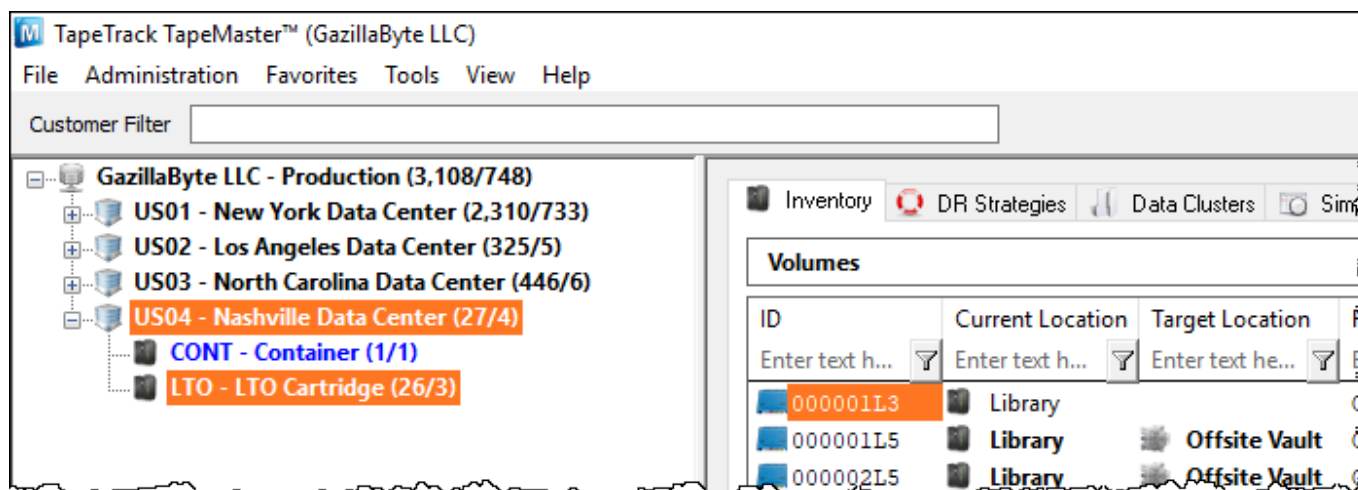 TapeTrack TapeMaster™ (GazillaByte LLC)
File Administration Favorites Tools View Help
Customer Filter
GazillaByte LLC - Production (3,108/748)
US01 - New York Data Center (2,310/733)
US02 - Los Angeles Data Center (325/5)
US03 - North Carolina Data Center (446/6)
US04 - Nashville Data Center (27/4)
CONT - Container (1/1)
LTO - LTO Cartridge (26/3)
Inventory DR Strategies Data Clusters
Volumes
ID Current Location Target Location
Enter text h... Enter text h... Enter text he...
000001L3 Library
000001L5 Library Offsite Vault
000002L5 Library Offsite Vault